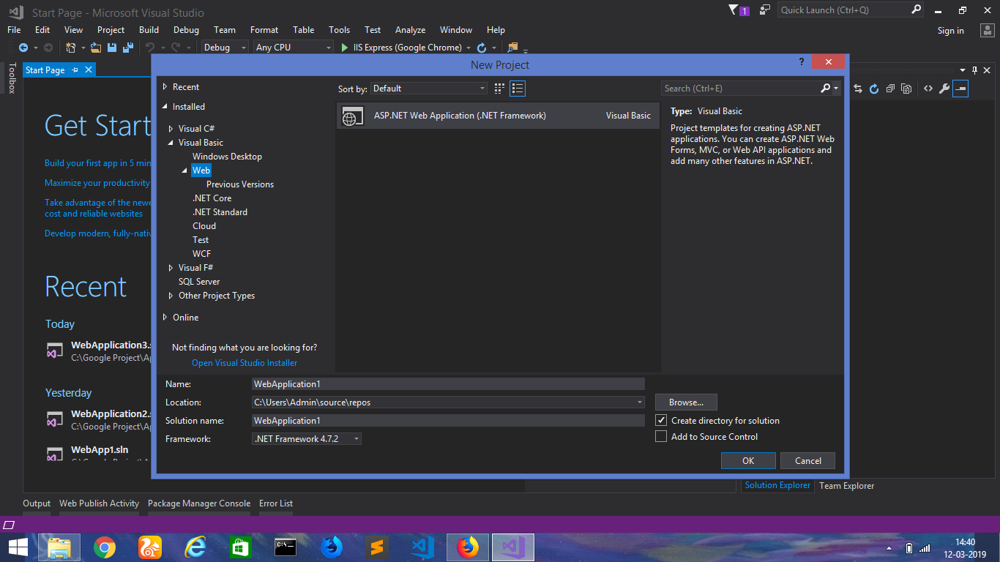 Start Page - Microsoft Visual Studio
1
Quick Launch (Ctrl+Q)
File Edit View Project Build Debug Team Format Table Tools Test Analyze Window Help
Sign in
Debug Any CPU IIS Express (Google Chrome)
Toolbox
Start Page
New Project
?
Get Start
Build your first app in 5 min
Maximize your productivity
Take advantage of the newe
cost and reliable websites
Develop modern, fully-nativ
Recent
Today
WebApplication3.s
C:\Google Project\Ap
Yesterday
WebApplication2.s
C:\Google Project\Ap
WebApp1.sln
C:\Google Project\Ap
Recent
Installed
Visual C#
Visual Basic
Windows Desktop
Web
Previous Versions
.NET Core
.NET Standard
Cloud
Test
WCF
Visual F#
SQL Server
Other Project Types
Online
Not finding what you are looking for?
Open Visual Studio Installer
Sort by: Default
ASP.NET Web Application (.NET Framework) Visual Basic
Search (Ctrl+E)
Type: Visual Basic
Project templates for creating ASP.NET
applications. You can create ASP.NET Web
Forms, MVC, or Web API applications and
add many other features in ASP.NET.
Name: WebApplication1
Location: C:\Users\Admin\source\repos
Browse...
Solution name: WebApplication1
Create directory for solution
Framework: .NET Framework 4.7.2
Add to Source Control
OK Cancel
Solution Explorer Team Explorer
Output Web Publish Activity Package Manager Console Error List
14:40
12-03-2019